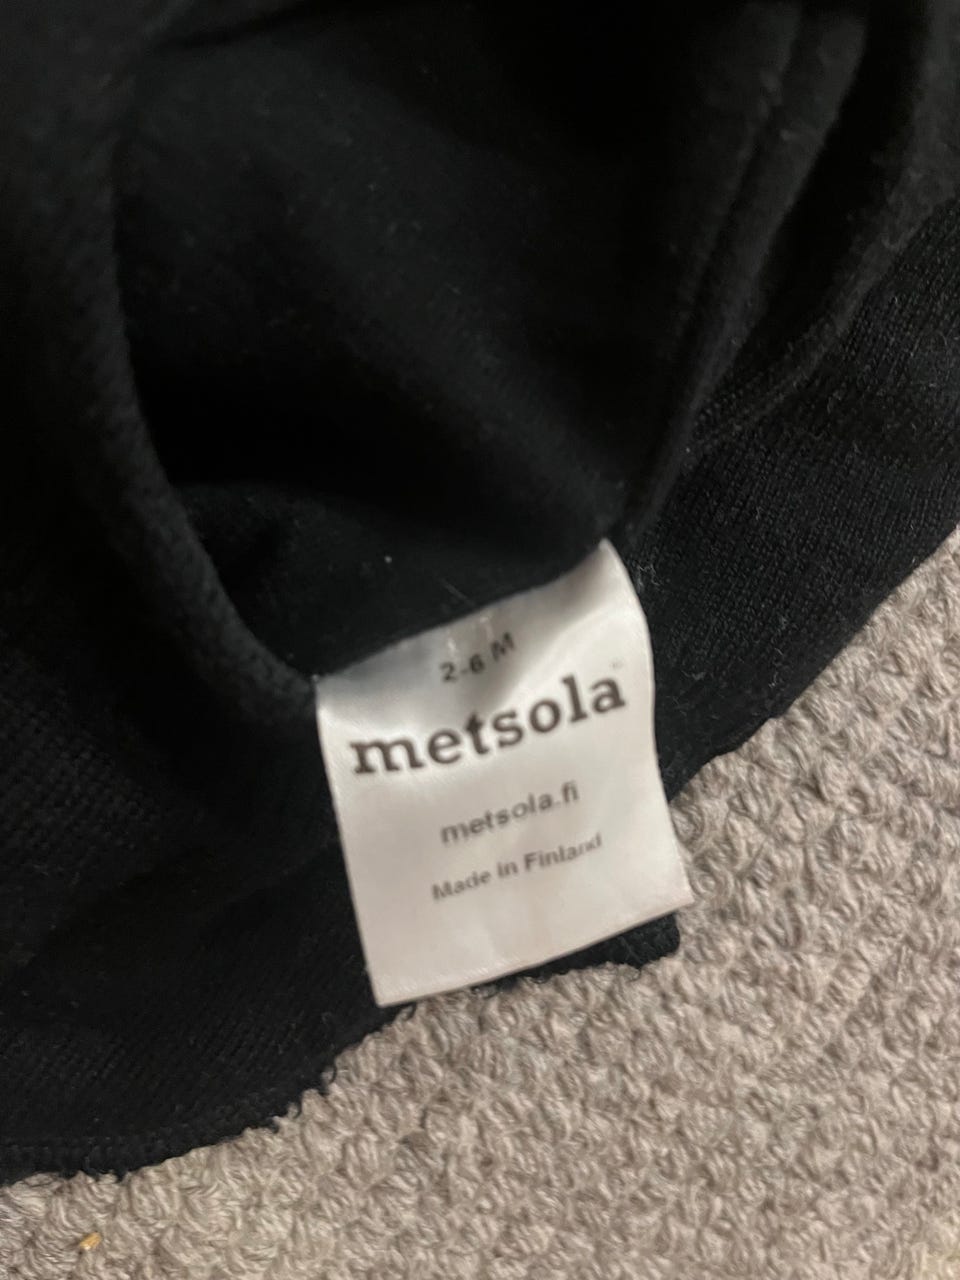 2-6 M
metsola
metsola.fi
Made in Finland